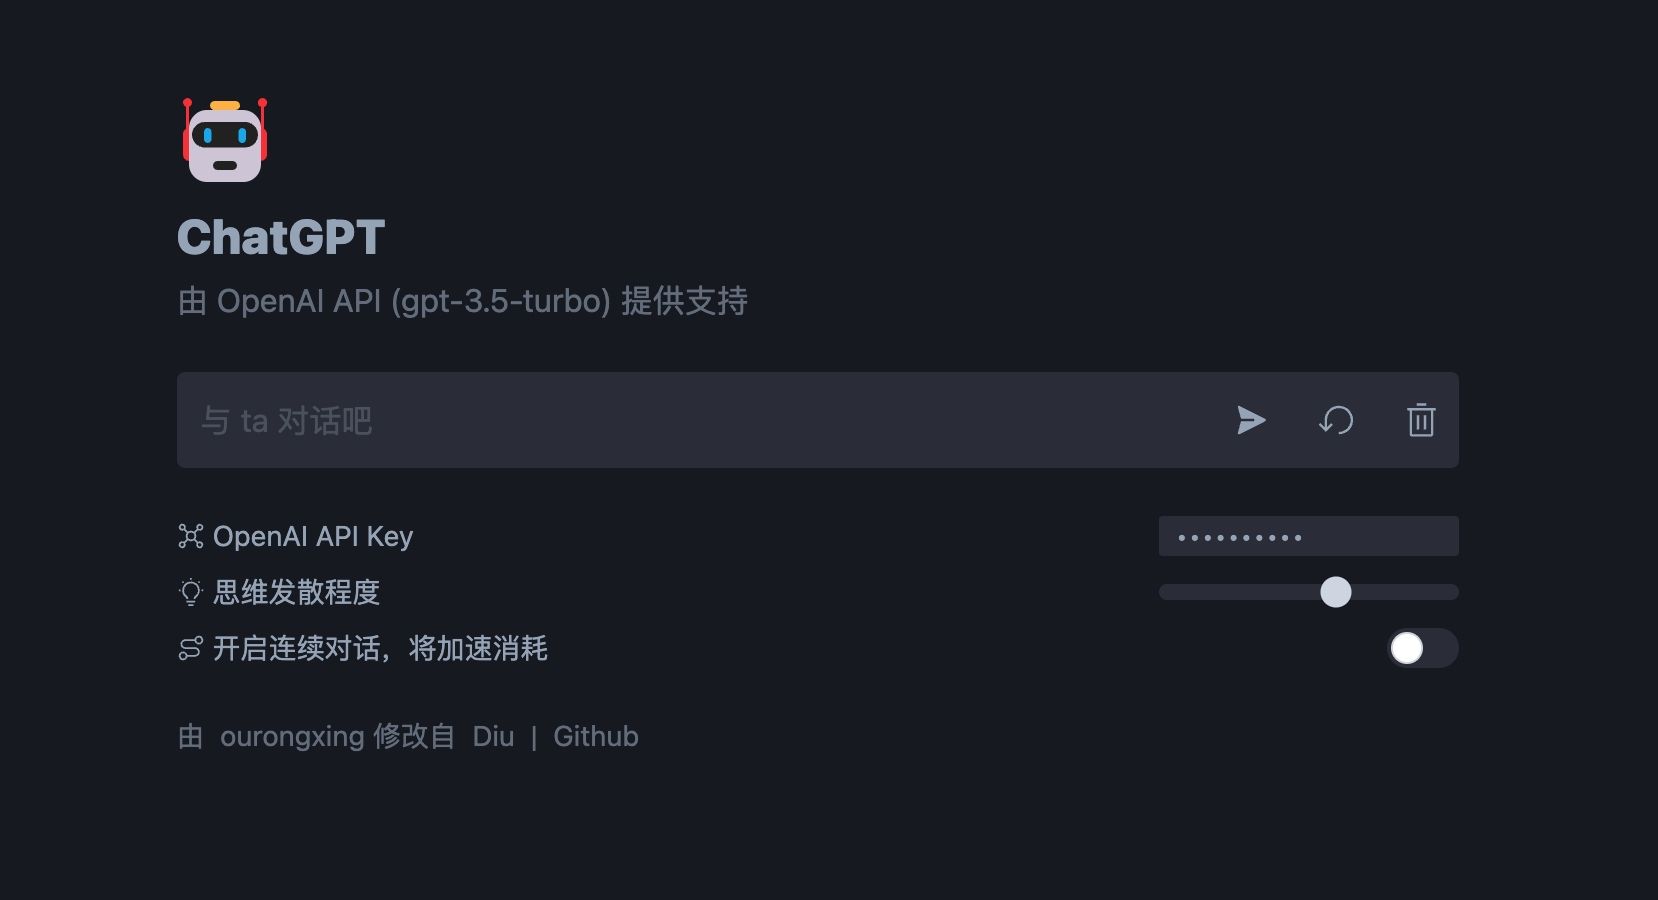 ChatGPT
由 OpenAI API (gpt-3.5-turbo) 提供支持
与 ta 对话吧
OpenAI API Key
思维发散程度
开启连续对话，将加速消耗
由 ourongxing 修改自 Diu | Github